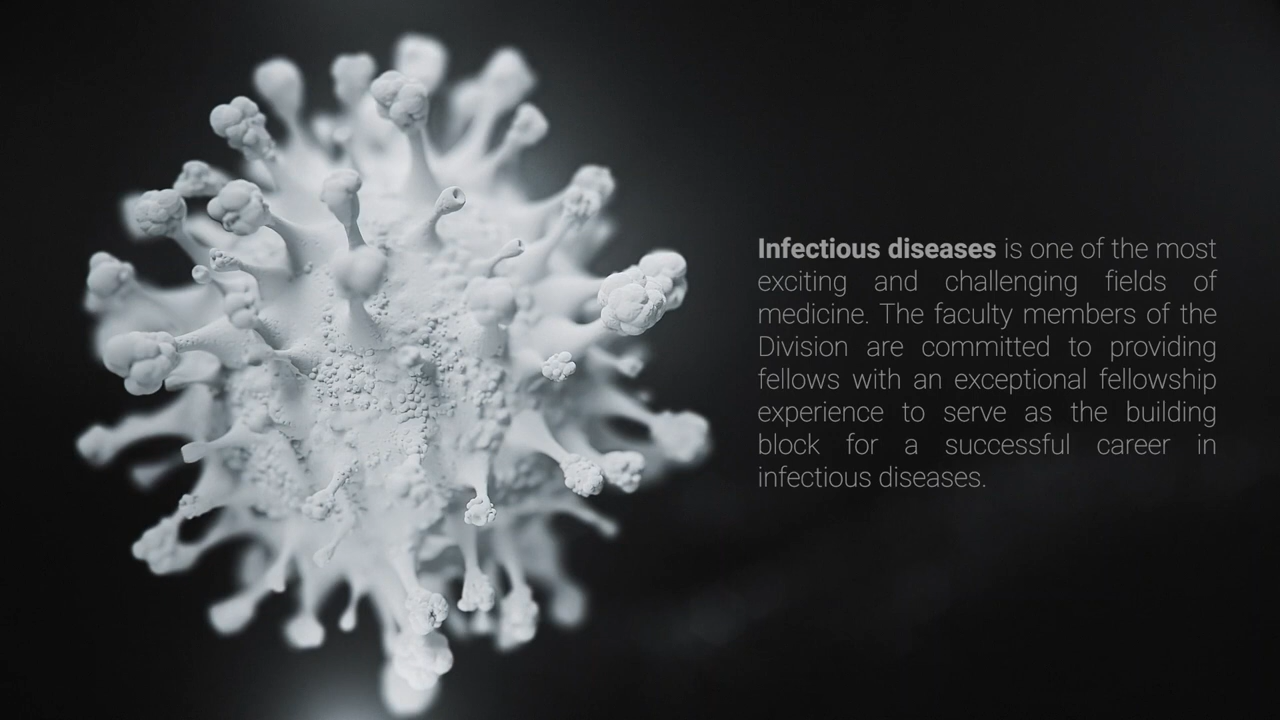 Infectious diseases is one of the most
exciting and challenging fields of
medicine. The faculty members of the
Division are committed to providing
fellows with an exceptional fellowship
experience to serve as the building
block for a successful career in
infectious diseases.